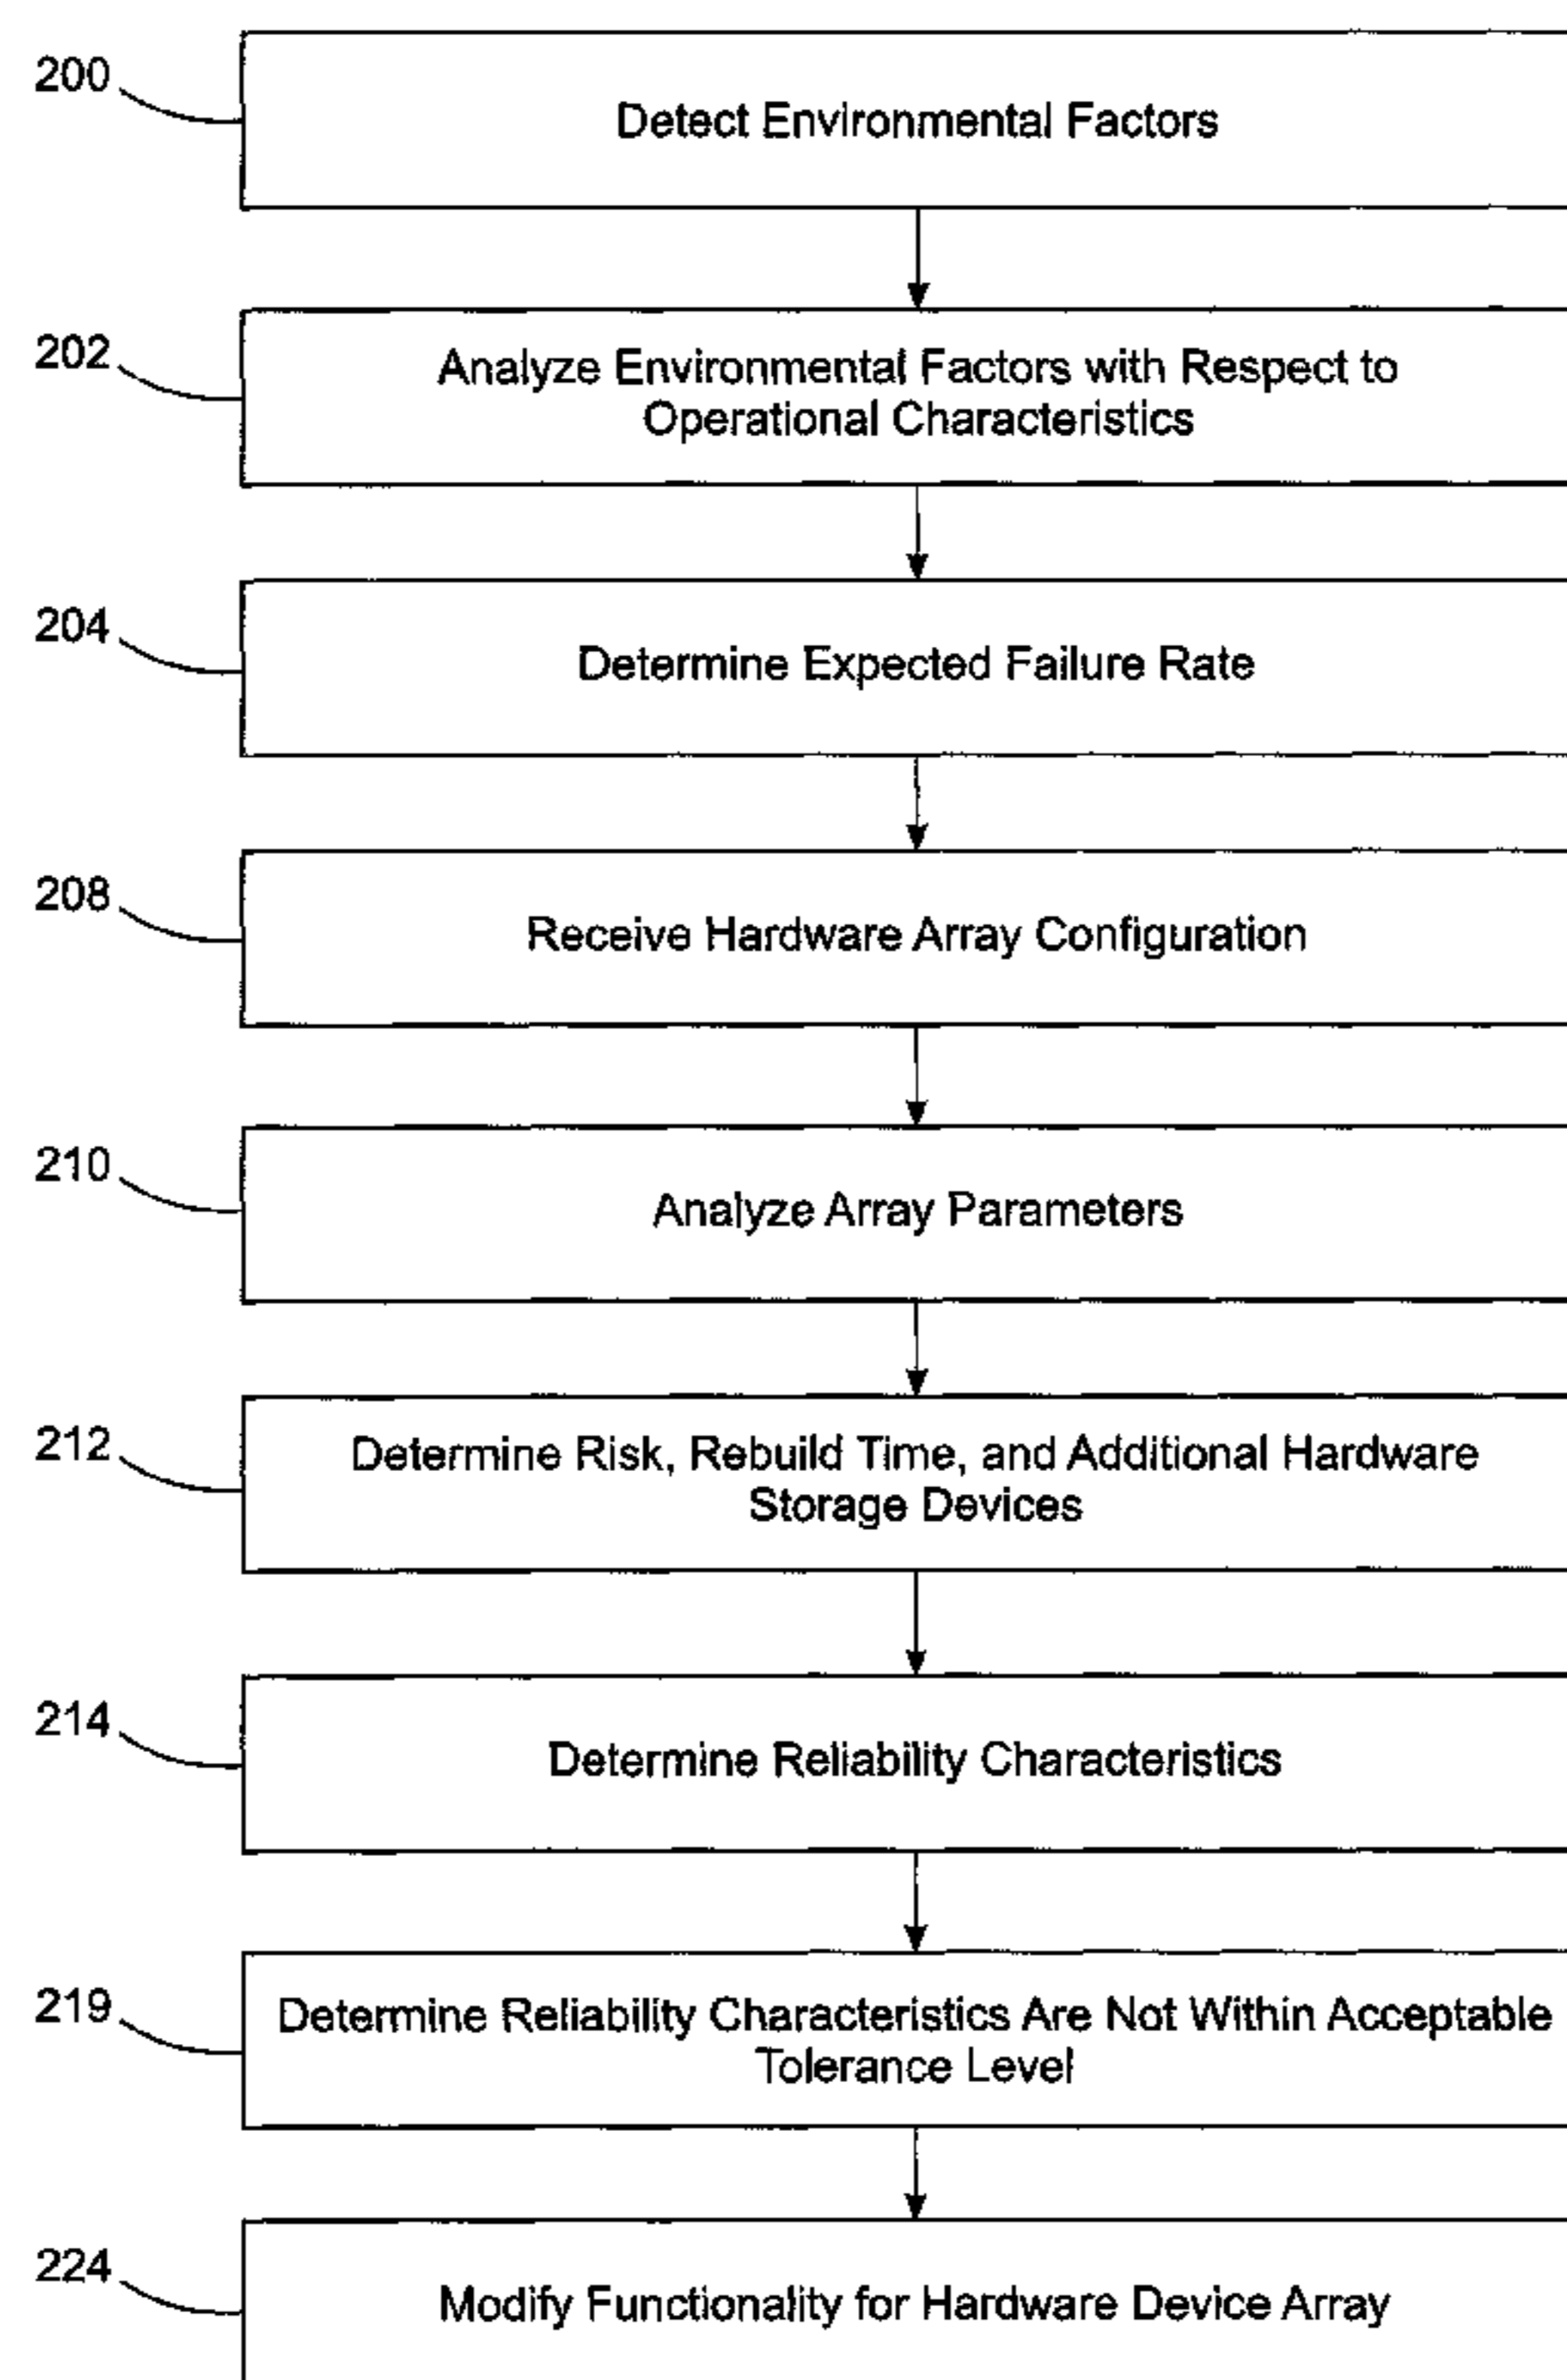 200
Detect Environmental Factors
202
Analyze Environmental Factors with Respect to
Operational Characteristics
204
Determine Expected Failure Rate
208
Receive Hardware Array Configuration
210
Analyze Array Parameters
212
Determine Risk, Rebuild Time, and Additional Hardware
Storage Devices
214
Determine Reliability Characteristics
219
Determine Reliability Characteristics Are Not Within Acceptable
Tolerance Level
224
Modify Functionality for Hardware Device Array